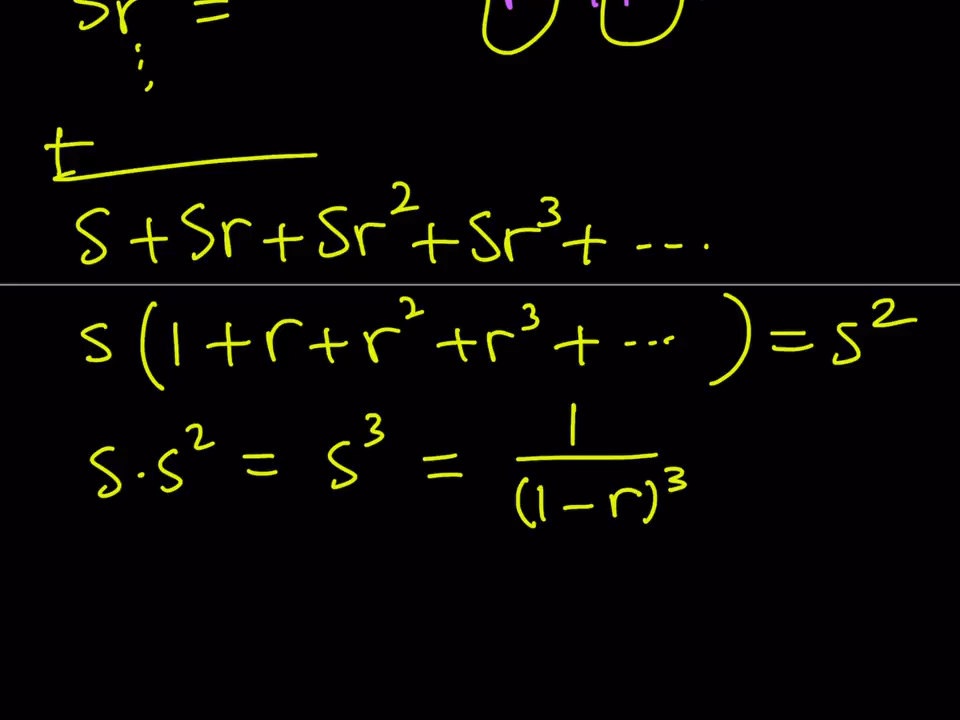 Sr =
⋮
+
S + Sr + Sr² + Sr³ + ...
S(1 + r + r² + r³ + ...) = S²
S·S² = S³ = 1/(1-r)³